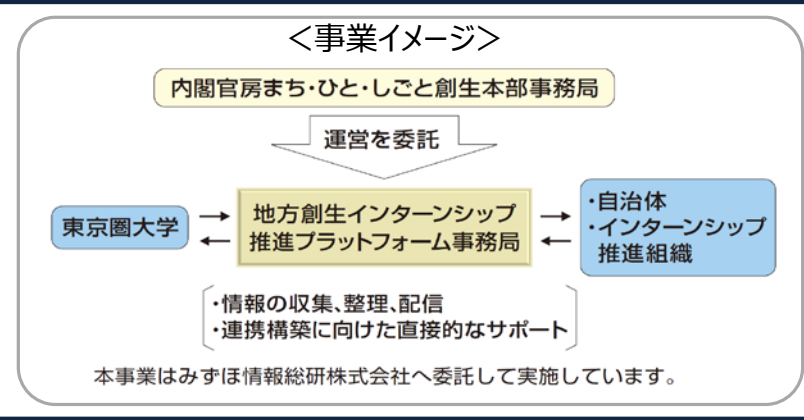 ＜事業イメージ＞
内閣官房まち・ひと・しごと創生本部事務局
運営を委託
東京圏大学
地方創生インターンシップ
推進プラットフォーム事務局
・自治体
・インターンシップ
推進組織
・情報の収集、整理、配信
・連携構築に向けた直接的なサポート
本事業はみずほ情報総研株式会社へ委託して実施しています。